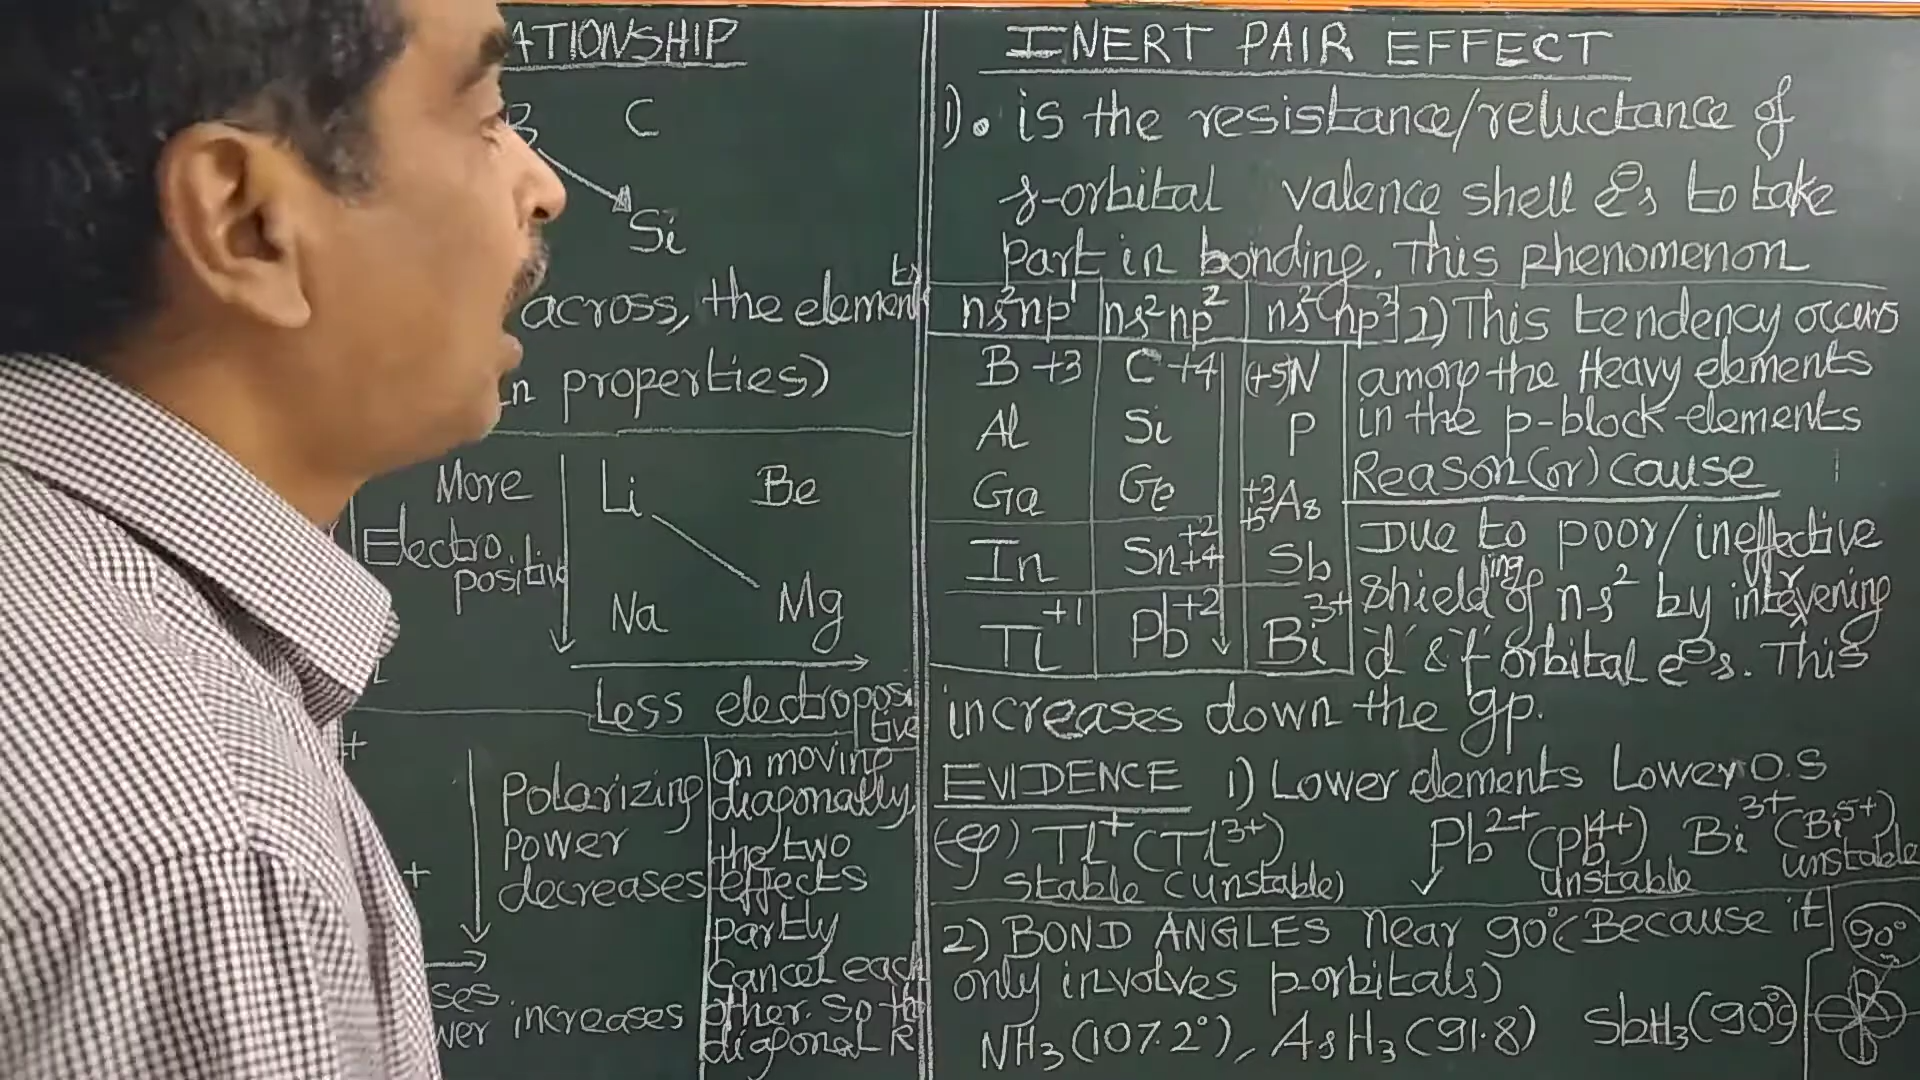 ATIONSHIP
B C
Si
across, the elements
in properties)
More
Electro
positive
Li Be
Na Mg
Less electroposi
tive
Polarizing
power
decreases
increases
On moving
diagonally,
the two
effects
partly
cancel each
other. So th
diagonal R
INERT PAIR EFFECT
1). is the resistance/reluctance of
s-orbital valence shell e⊖s to take
part in bonding. This phenomenon
ns²np¹ ns²np² ns²np³
B +3 C +4 (+5)N
Al Si P
Ga Ge +3 +5 As
In Sn +2 +4 Sb
Tl +1 Pb +2 Bi 3+
2) This tendency occurs
among the Heavy elements
in the p-block elements
Reason (or) cause
Due to poor/ineffective
shielding of ns² by intervening
'd' & 'f' orbital e⊖s. This
increases down the gp.
EVIDENCE 1) Lower elements Lower O.S
(eg) Tl⁺ (Tl³⁺) Pb²⁺ (Pb⁴⁺) Bi³⁺ (Bi⁵⁺)
stable (unstable) unstable unstable
2) BOND ANGLES near 90° (Because it
only involves p-orbitals)
NH₃ (107.2°), AsH₃ (91.8) SbH₃ (90°)
90°